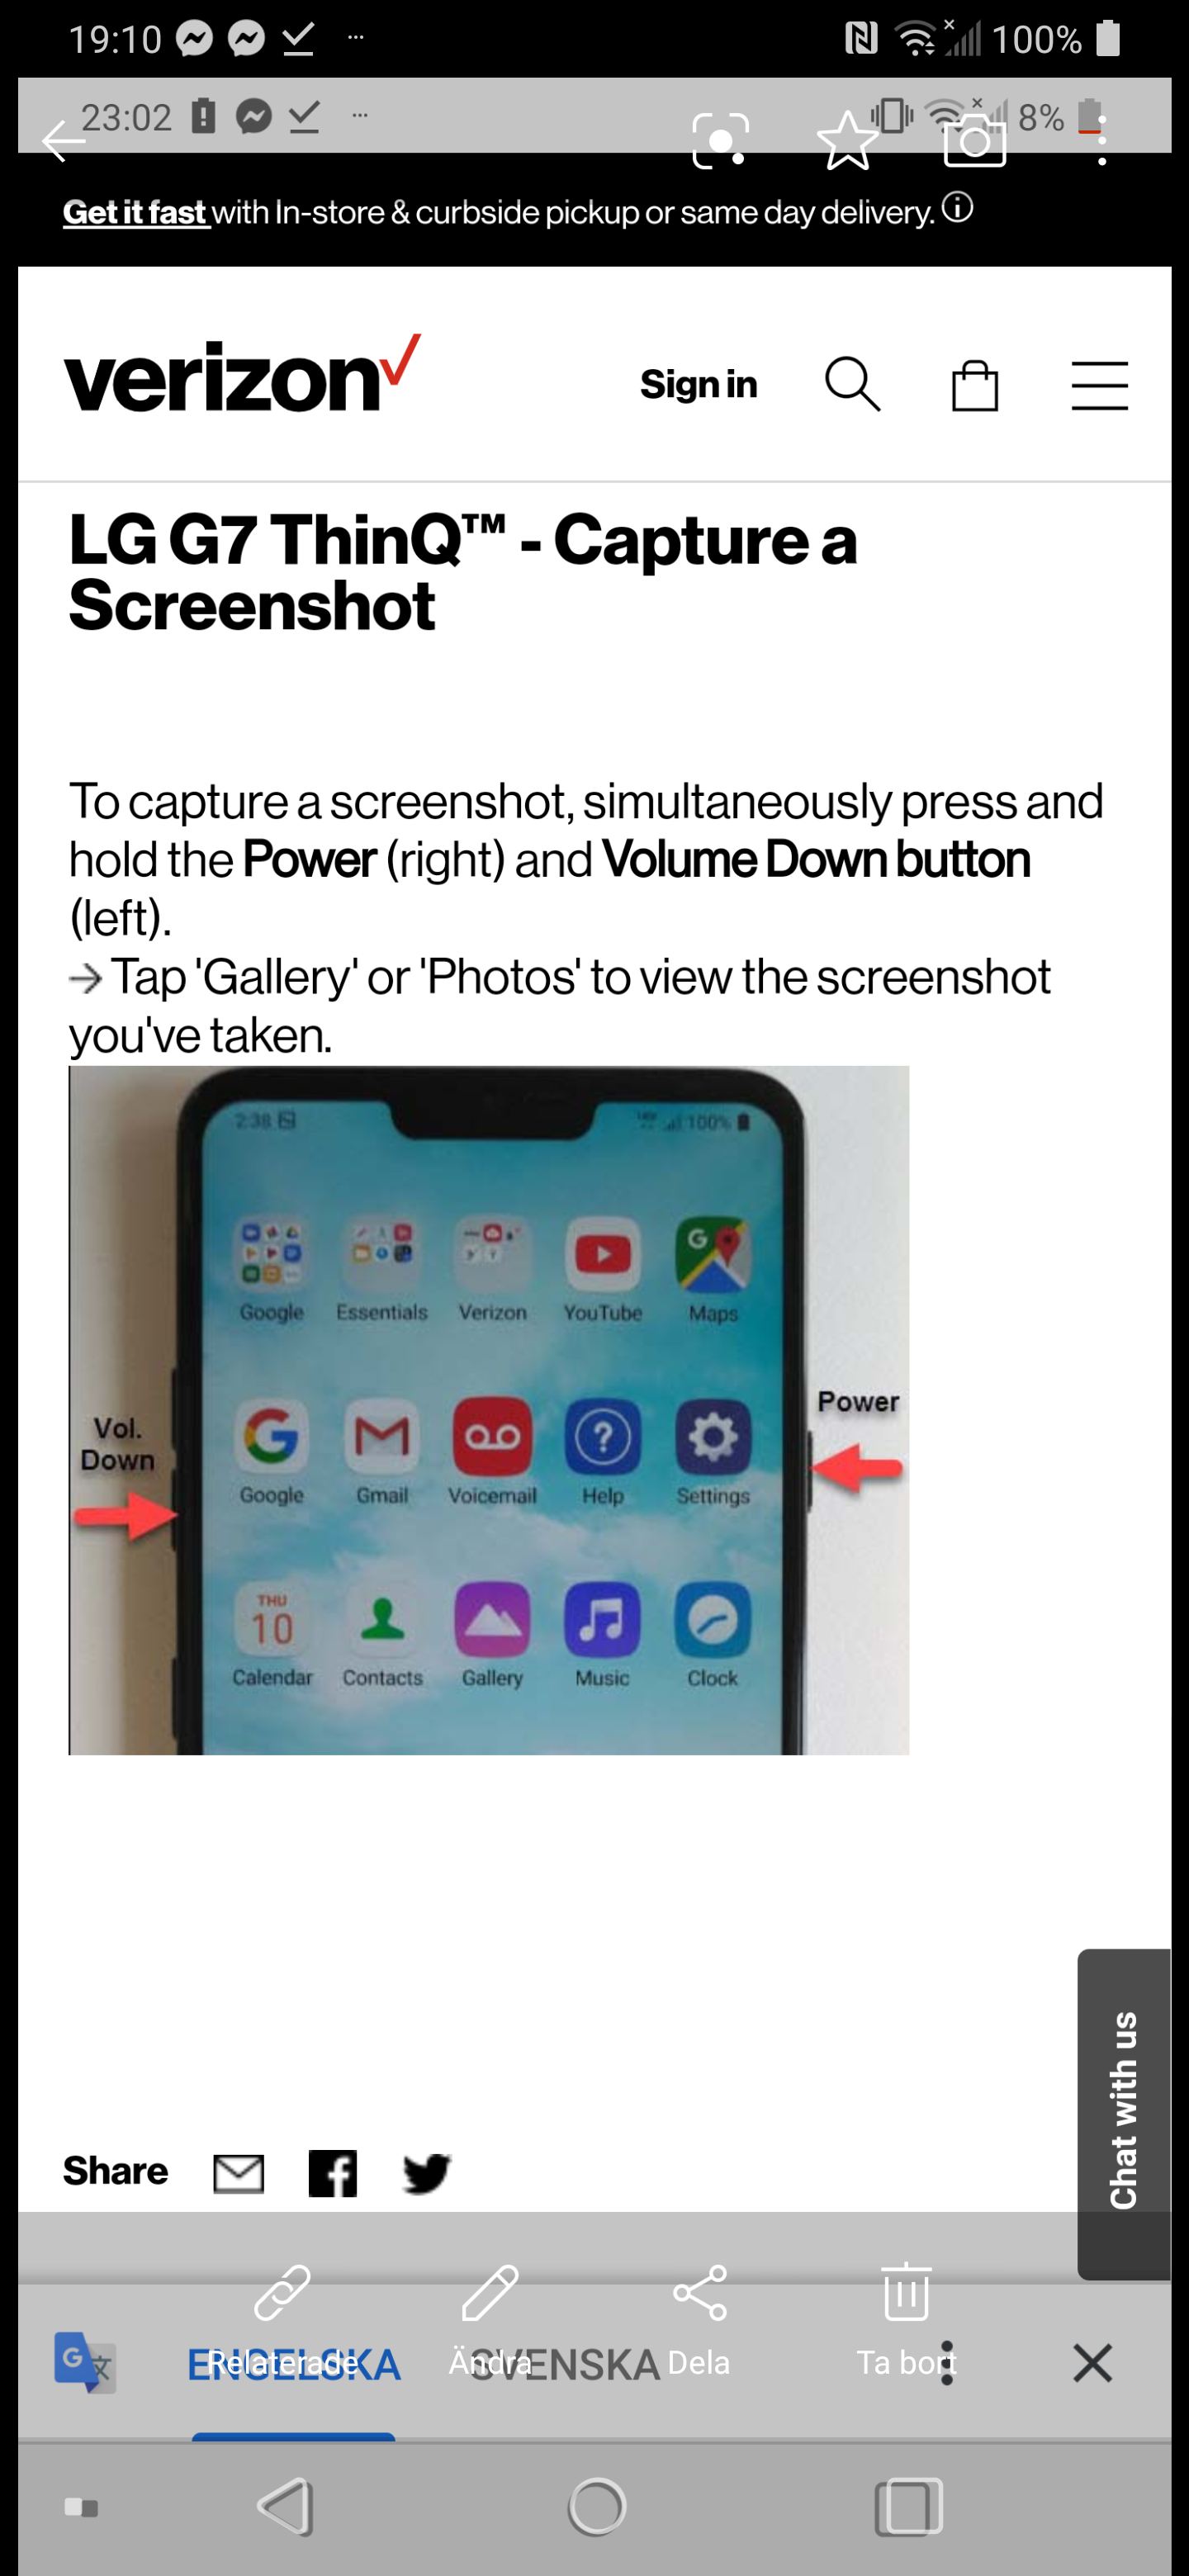 19:10 100%
23:02 8%
Get it fast with In-store & curbside pickup or same day delivery.
verizon
Sign in
LG G7 ThinQ™ - Capture a
Screenshot
To capture a screenshot, simultaneously press and
hold the Power (right) and Volume Down button
(left).
→ Tap 'Gallery' or 'Photos' to view the screenshot
you've taken.
2:38 100%
Google Essentials Verizon YouTube Maps
Power
Vol.
Down
Google Gmail Voicemail Help Settings
THU
10
Calendar Contacts Gallery Music Clock
Chat with us
Share
ENGELSKA SVENSKA
Relaterade Ändra Dela Ta bort